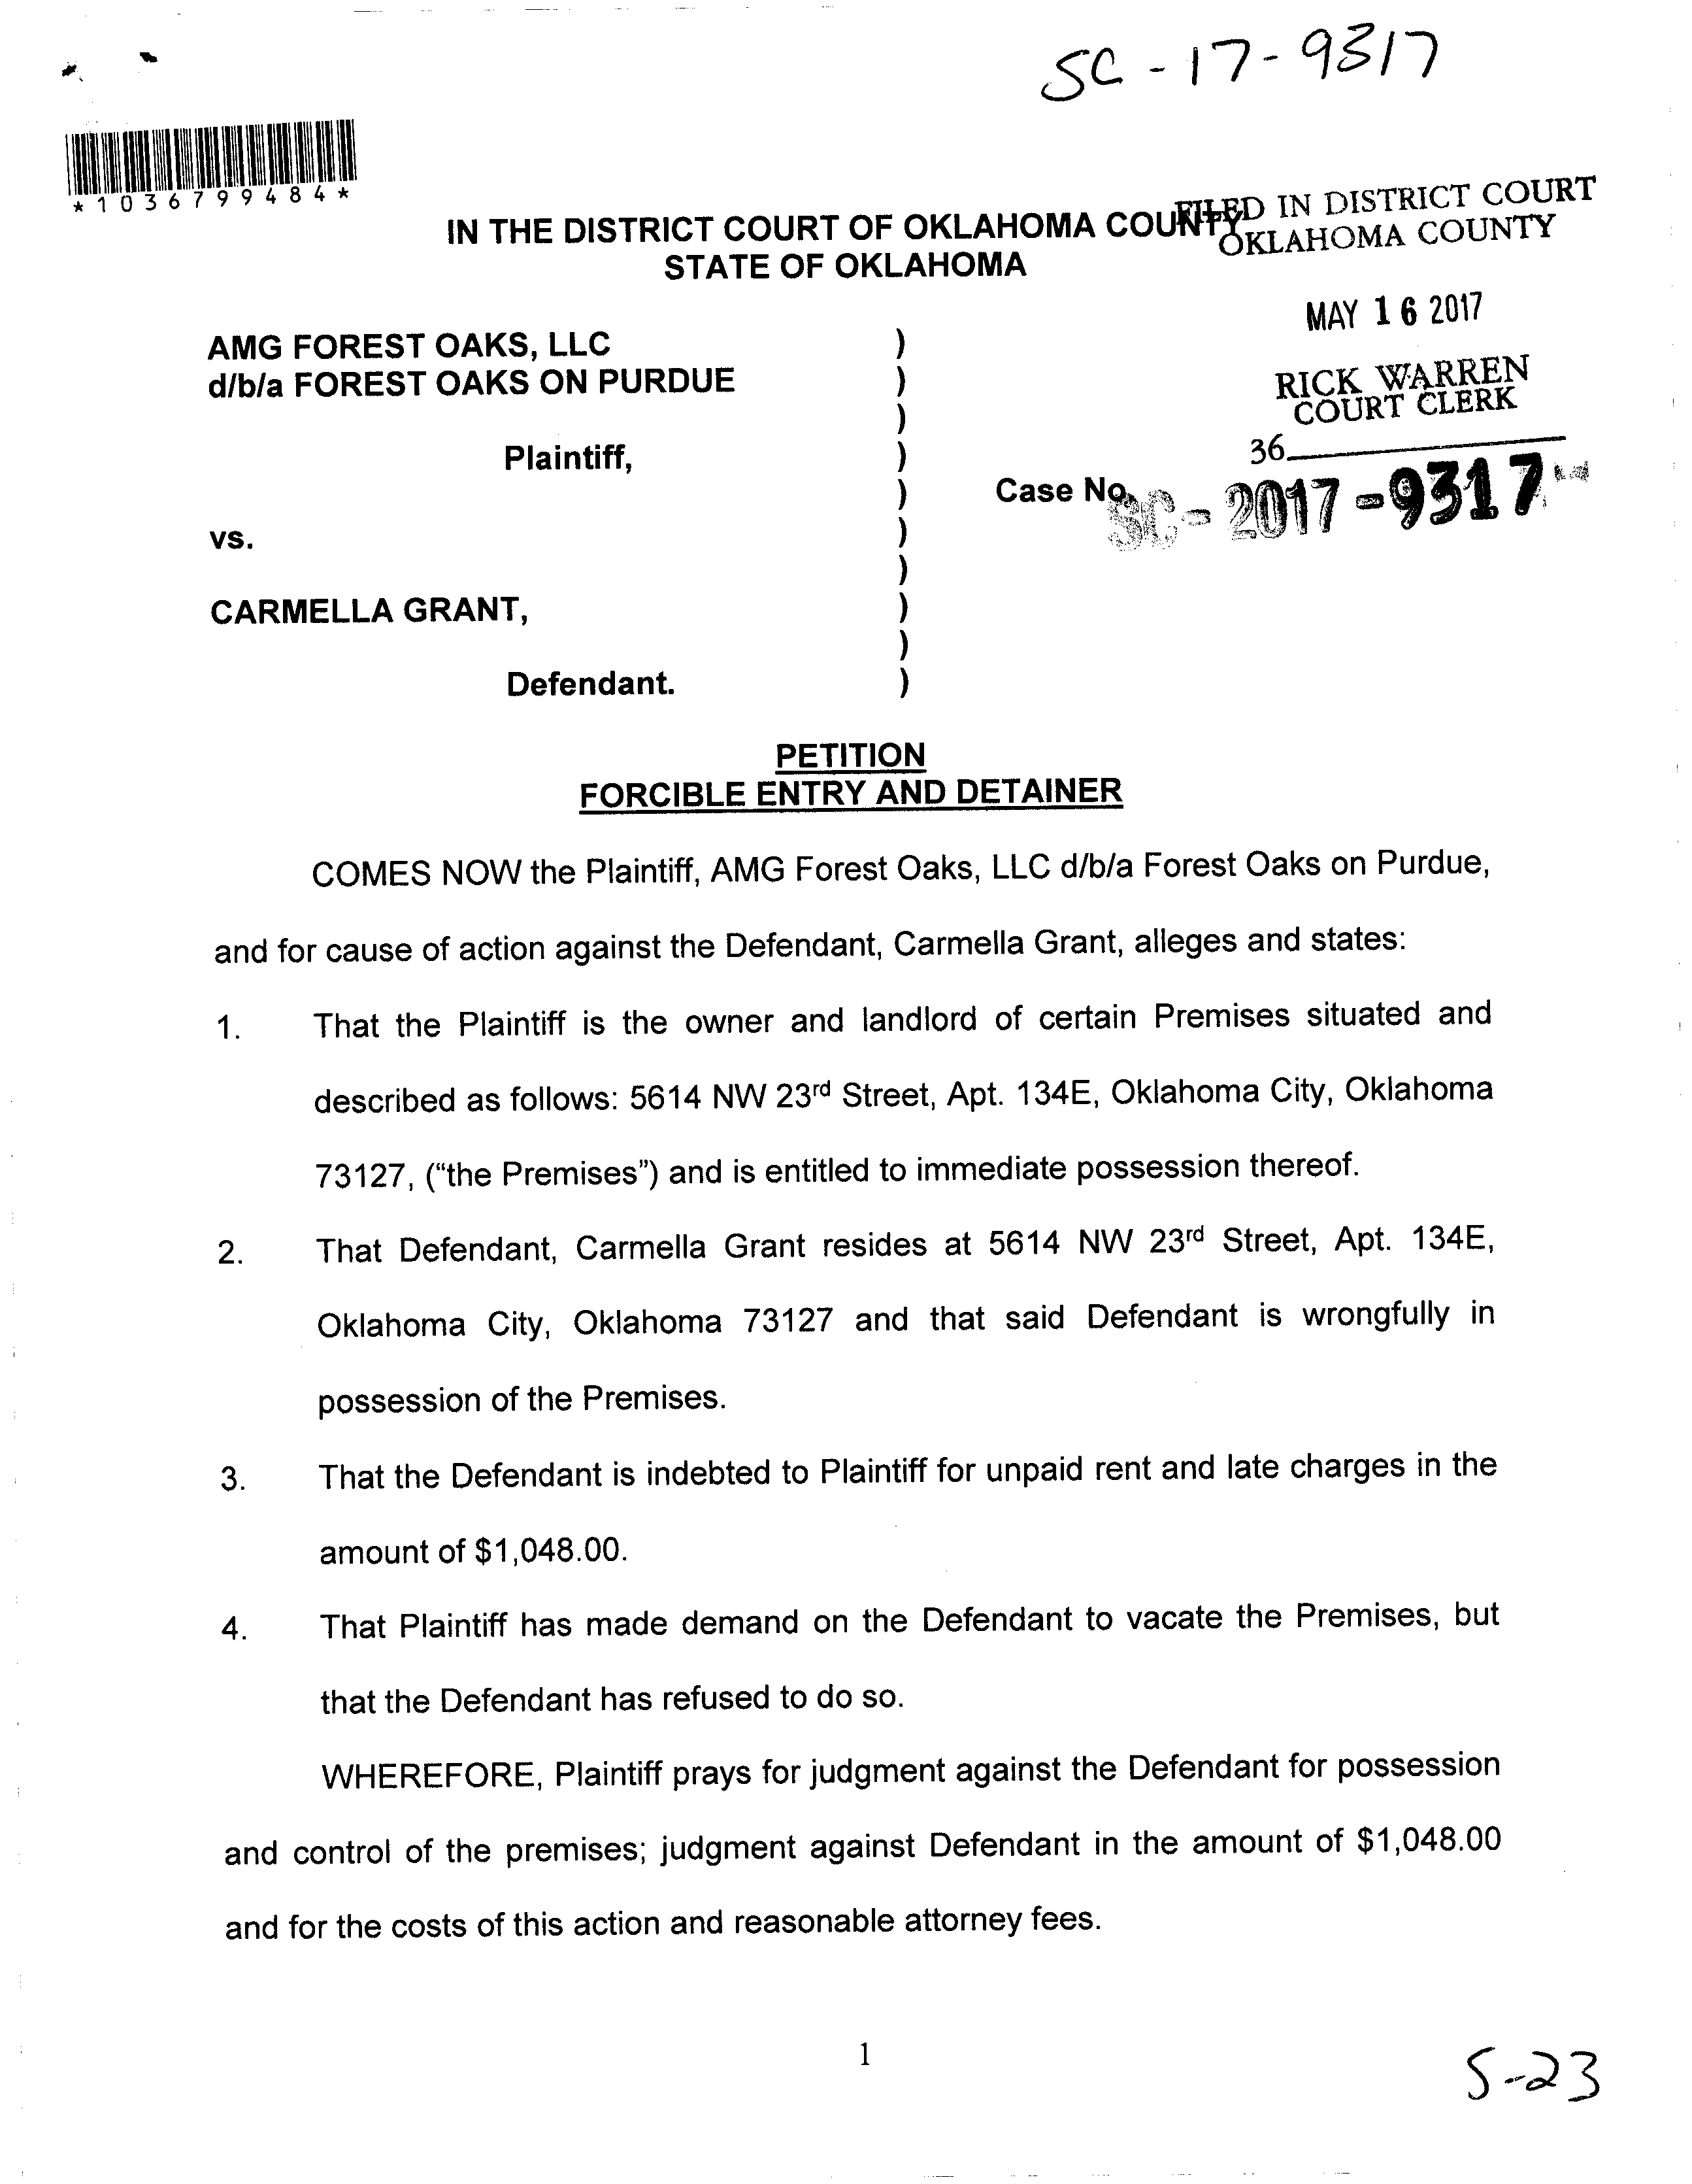 SC-17-9317
*1036799484*
FILED IN DISTRICT COURT
OKLAHOMA COUNTY
IN THE DISTRICT COURT OF OKLAHOMA COUNTY
STATE OF OKLAHOMA
MAY 16 2017
RICK WARREN
COURT CLERK
36
AMG FOREST OAKS, LLC )
d/b/a FOREST OAKS ON PURDUE )
)
Plaintiff, )
) Case No. SC-2017-9317
vs. )
)
CARMELLA GRANT, )
)
Defendant. )
PETITION
FORCIBLE ENTRY AND DETAINER
COMES NOW the Plaintiff, AMG Forest Oaks, LLC d/b/a Forest Oaks on Purdue,
and for cause of action against the Defendant, Carmella Grant, alleges and states:
1. That the Plaintiff is the owner and landlord of certain Premises situated and
described as follows: 5614 NW 23rd Street, Apt. 134E, Oklahoma City, Oklahoma
73127, (“the Premises”) and is entitled to immediate possession thereof.
2. That Defendant, Carmella Grant resides at 5614 NW 23rd Street, Apt. 134E,
Oklahoma City, Oklahoma 73127 and that said Defendant is wrongfully in
possession of the Premises.
3. That the Defendant is indebted to Plaintiff for unpaid rent and late charges in the
amount of $1,048.00.
4. That Plaintiff has made demand on the Defendant to vacate the Premises, but
that the Defendant has refused to do so.
WHEREFORE, Plaintiff prays for judgment against the Defendant for possession
and control of the premises; judgment against Defendant in the amount of $1,048.00
and for the costs of this action and reasonable attorney fees.
1
5-23